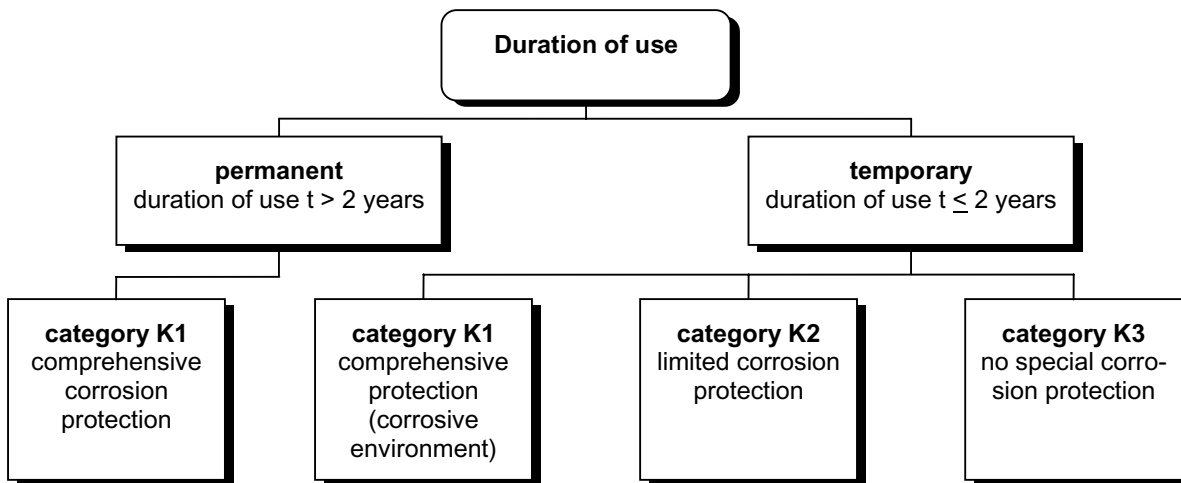 Duration of use
permanent
duration of use t > 2 years
temporary
duration of use t ≤ 2 years
category K1
comprehensive
corrosion
protection
category K1
comprehensive
protection
(corrosive
environment)
category K2
limited corrosion
protection
category K3
no special corro-
sion protection